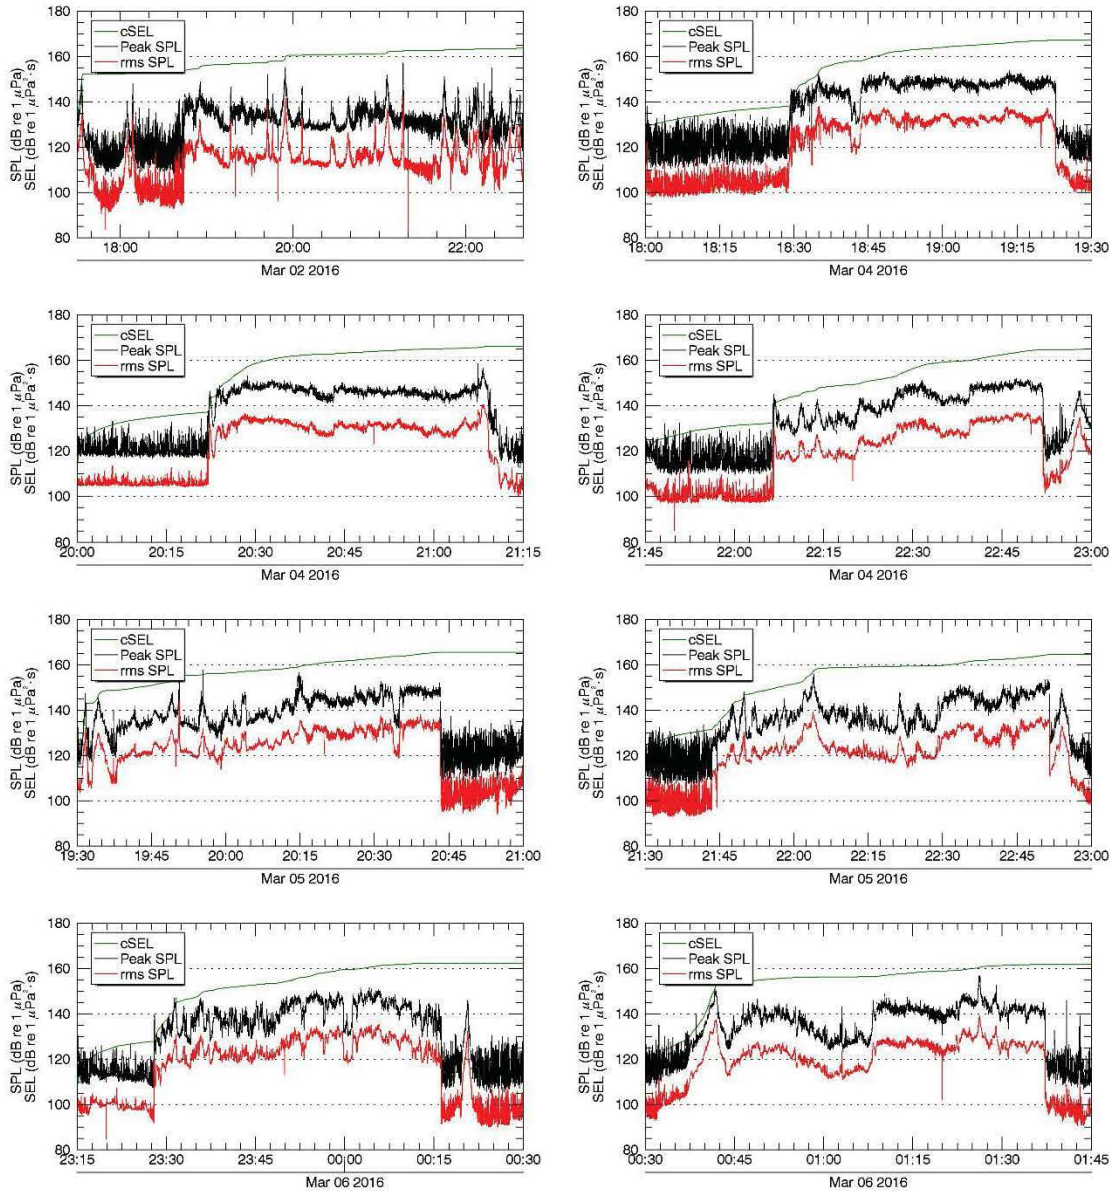 180
160
140
120
100
80
SPL (dB re 1 μPa)
SEL (dB re 1 μPa²·s)
cSEL
Peak SPL
rms SPL
18:00 20:00 22:00
Mar 02 2016
180
160
140
120
100
80
SPL (dB re 1 μPa)
SEL (dB re 1 μPa²·s)
cSEL
Peak SPL
rms SPL
18:00 18:15 18:30 18:45 19:00 19:15 19:30
Mar 04 2016
180
160
140
120
100
80
SPL (dB re 1 μPa)
SEL (dB re 1 μPa²·s)
cSEL
Peak SPL
rms SPL
20:00 20:15 20:30 20:45 21:00 21:15
Mar 04 2016
180
160
140
120
100
80
SPL (dB re 1 μPa)
SEL (dB re 1 μPa²·s)
cSEL
Peak SPL
rms SPL
21:45 22:00 22:15 22:30 22:45 23:00
Mar 04 2016
180
160
140
120
100
80
SPL (dB re 1 μPa)
SEL (dB re 1 μPa²·s)
cSEL
Peak SPL
rms SPL
19:30 19:45 20:00 20:15 20:30 20:45 21:00
Mar 05 2016
180
160
140
120
100
80
SPL (dB re 1 μPa)
SEL (dB re 1 μPa²·s)
cSEL
Peak SPL
rms SPL
21:30 21:45 22:00 22:15 22:30 22:45 23:00
Mar 05 2016
180
160
140
120
100
80
SPL (dB re 1 μPa)
SEL (dB re 1 μPa²·s)
cSEL
Peak SPL
rms SPL
23:15 23:30 23:45 00:00 00:15 00:30
Mar 06 2016
180
160
140
120
100
80
SPL (dB re 1 μPa)
SEL (dB re 1 μPa²·s)
cSEL
Peak SPL
rms SPL
00:30 00:45 01:00 01:15 01:30 01:45
Mar 06 2016